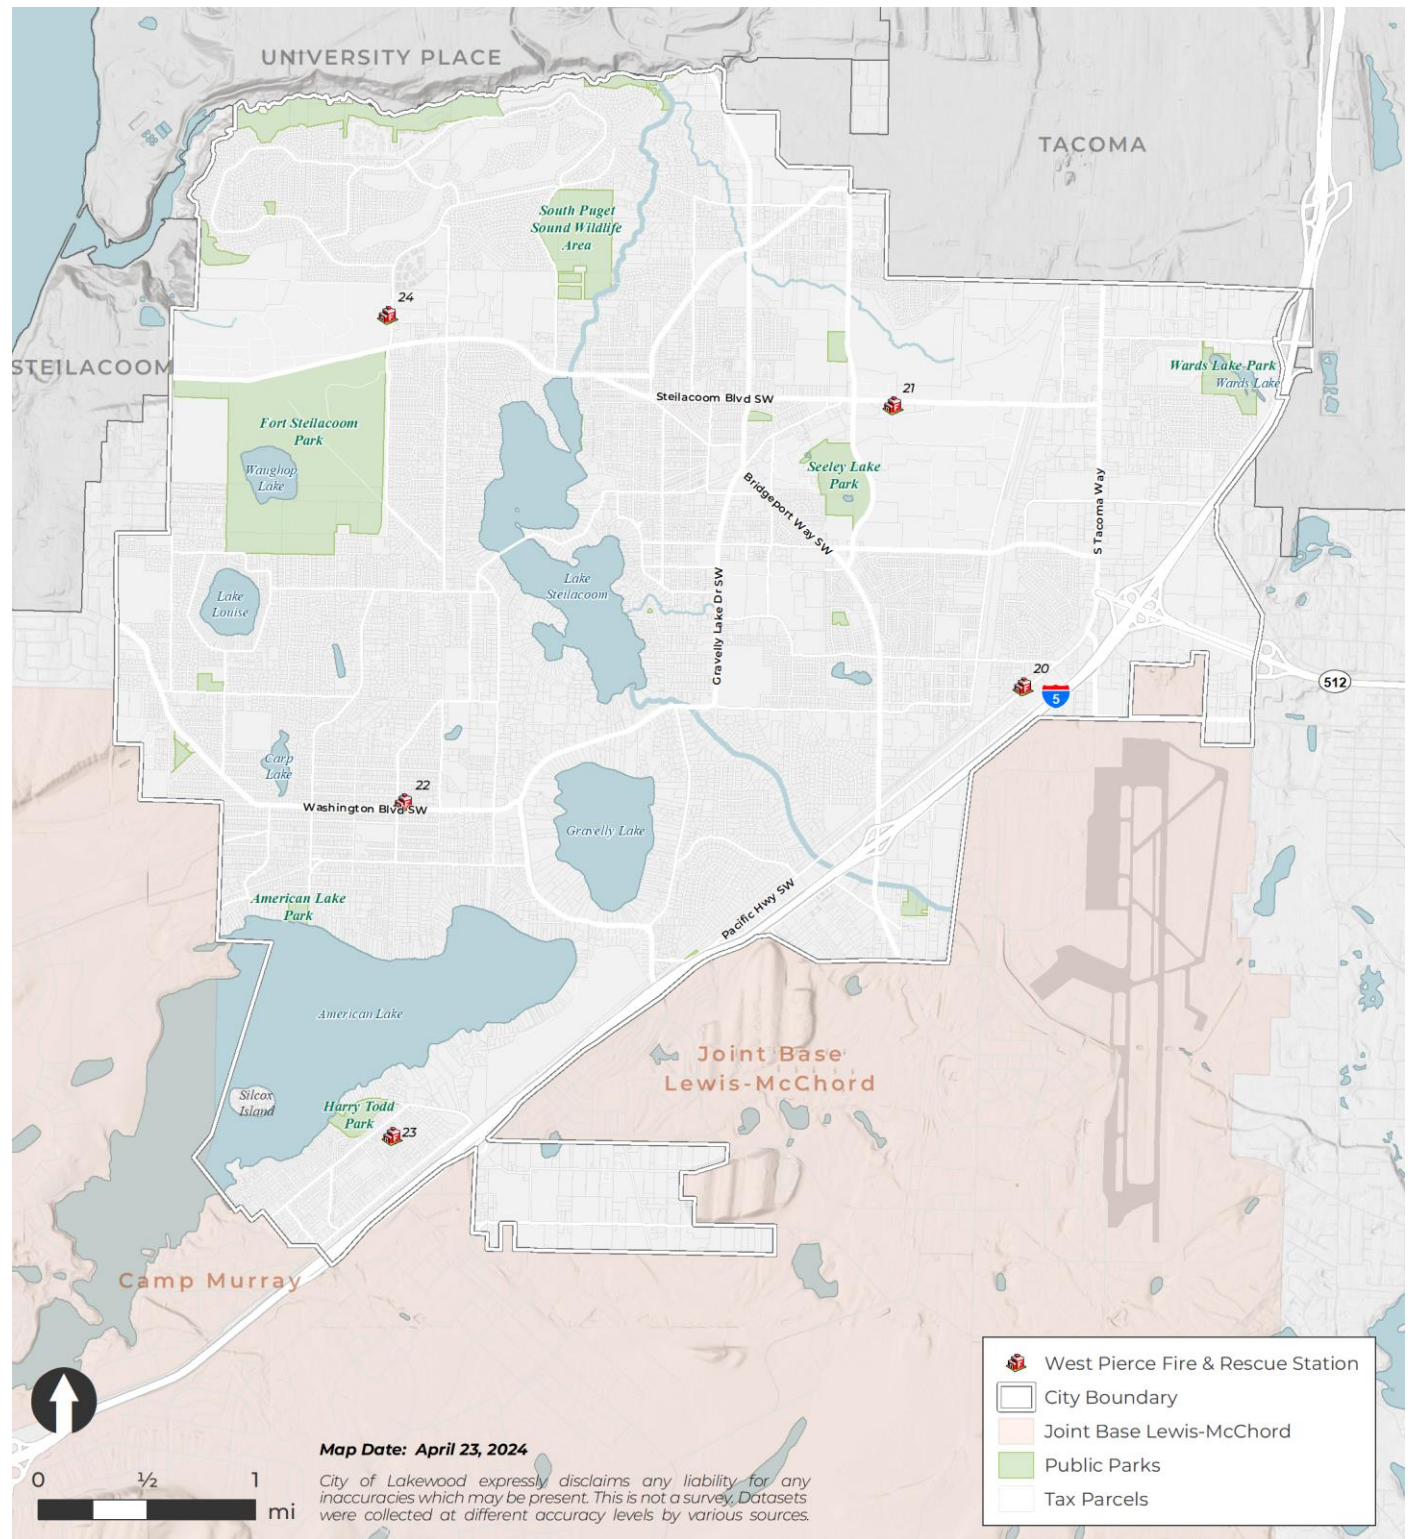 UNIVERSITY PLACE
TACOMA
South Puget
Sound Wildlife
Area
24
STEILACOOM
Wards Lake Park
Wards Lake
21
Steilacoom Blvd SW
Fort Steilacoom
Park
Waughop
Lake
Seeley Lake
Park
Bridgeport Way SW
S Tacoma Way
Lake
Steilacoom
Lake
Louise
Gravelly Lake Dr SW
20
5
512
Carp
Lake
22
Washington Blvd SW
Gravelly Lake
American Lake
Park
Pacific Hwy SW
American Lake
Joint Base
Lewis-McChord
Silcox
Island
Harry Todd
Park
23
Camp Murray
West Pierce Fire & Rescue Station
City Boundary
Joint Base Lewis-McChord
Public Parks
Tax Parcels
Map Date: April 23, 2024
City of Lakewood expressly disclaims any liability for any
inaccuracies which may be present. This is not a survey. Datasets
were collected at different accuracy levels by various sources.
0 ½ 1
mi